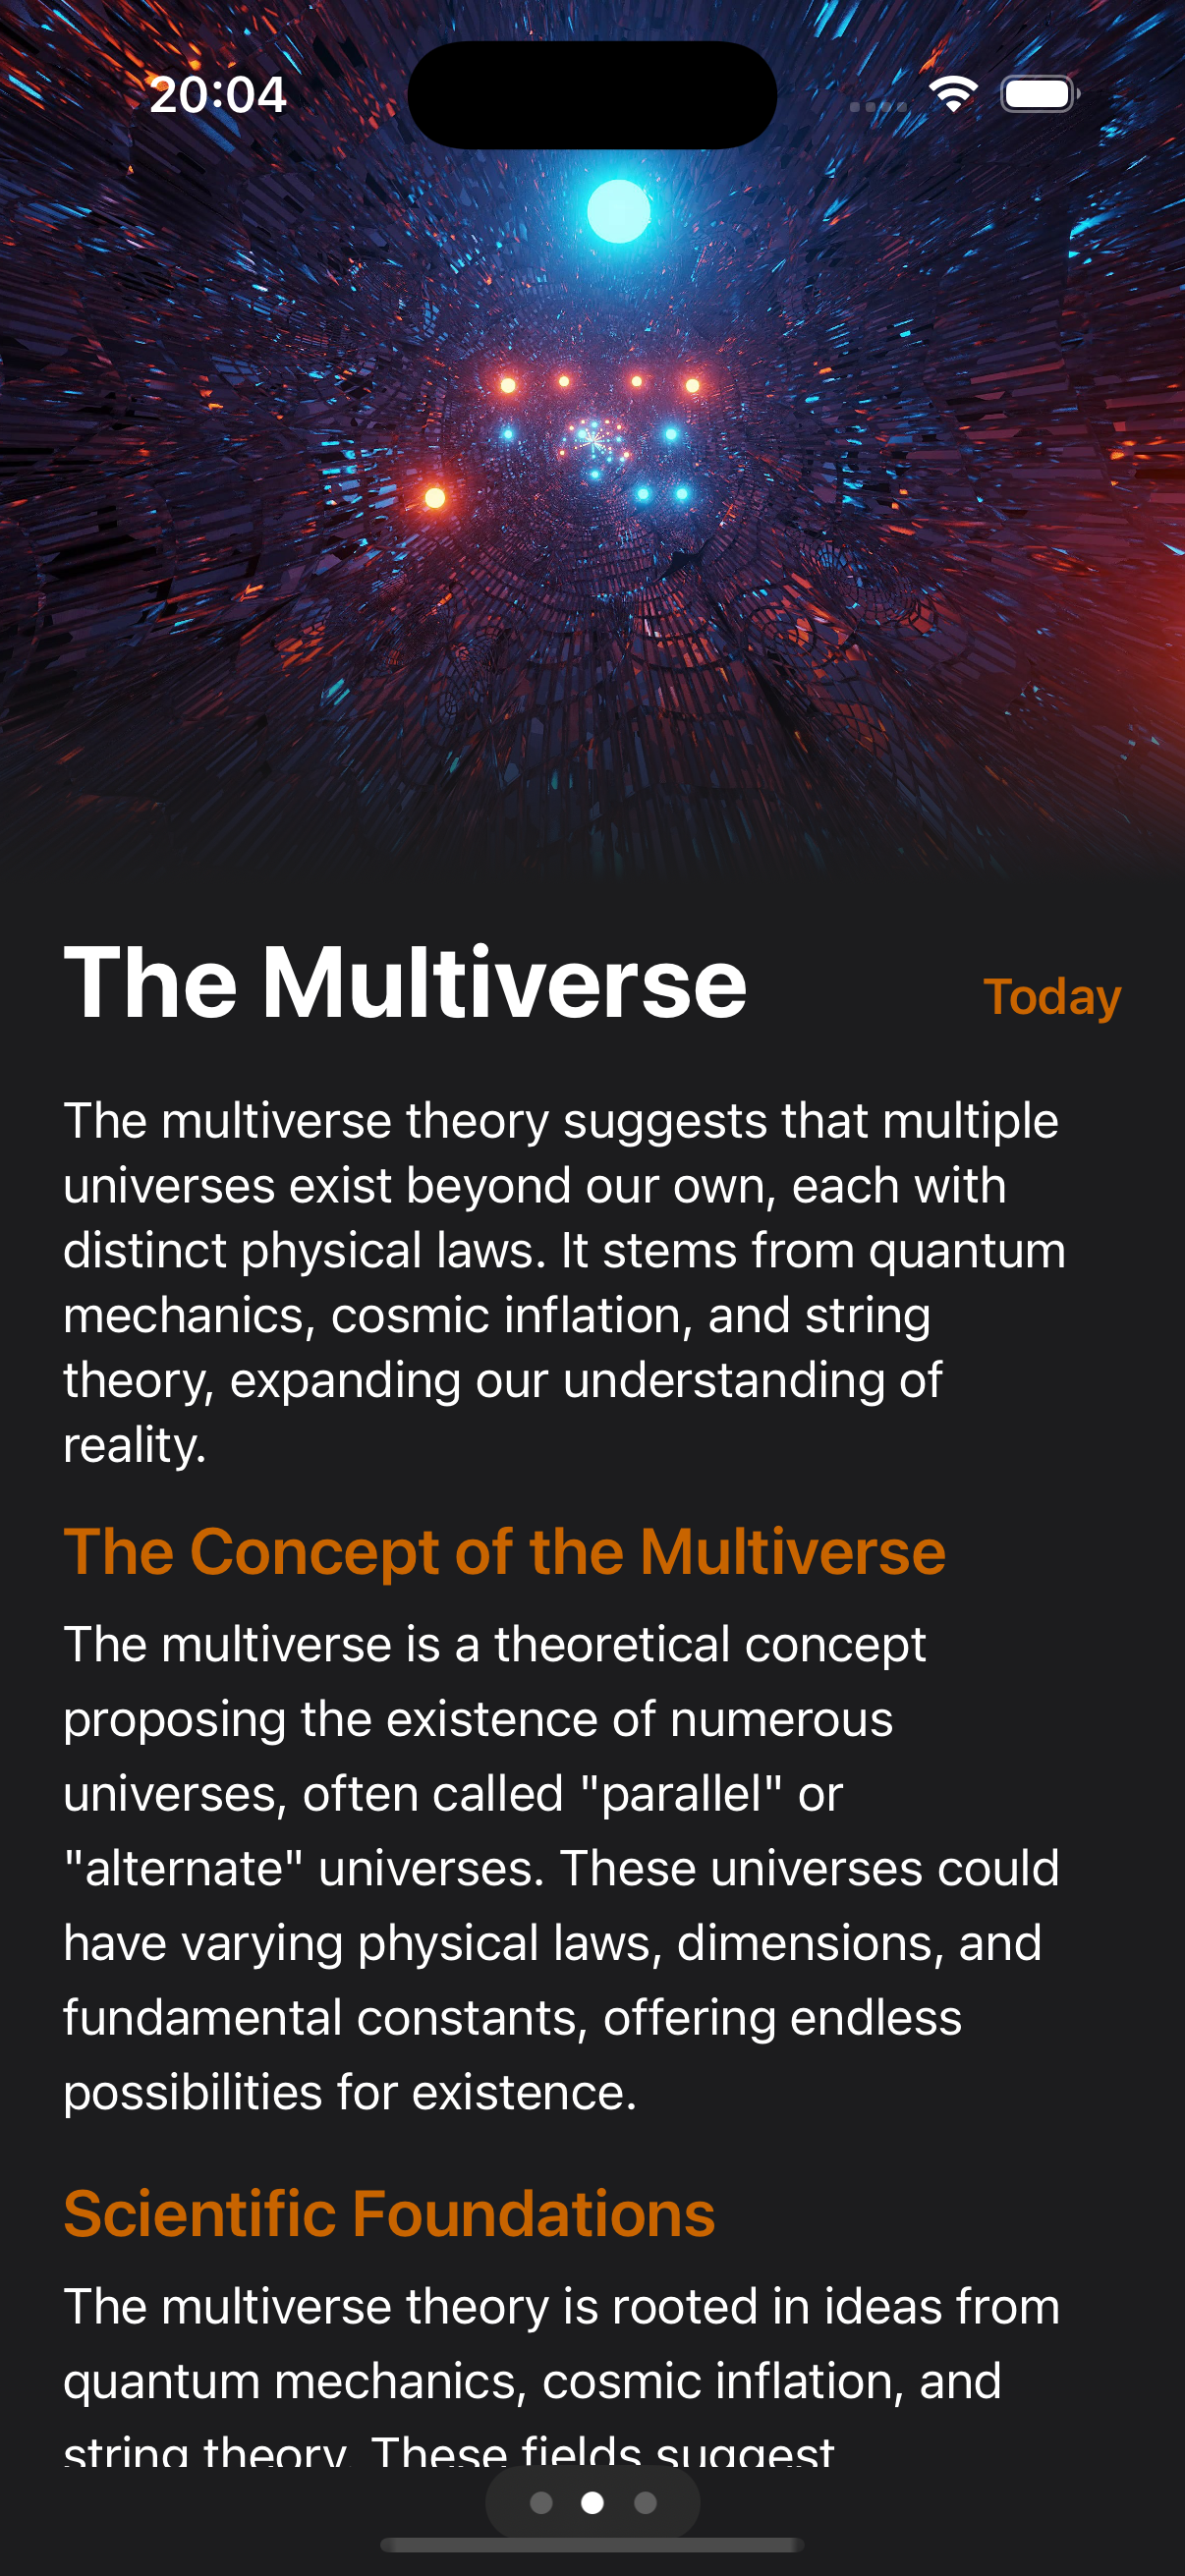 20:04
The Multiverse
Today
The multiverse theory suggests that multiple
universes exist beyond our own, each with
distinct physical laws. It stems from quantum
mechanics, cosmic inflation, and string
theory, expanding our understanding of
reality.
The Concept of the Multiverse
The multiverse is a theoretical concept
proposing the existence of numerous
universes, often called "parallel" or
"alternate" universes. These universes could
have varying physical laws, dimensions, and
fundamental constants, offering endless
possibilities for existence.
Scientific Foundations
The multiverse theory is rooted in ideas from
quantum mechanics, cosmic inflation, and
string theory. These fields suggest